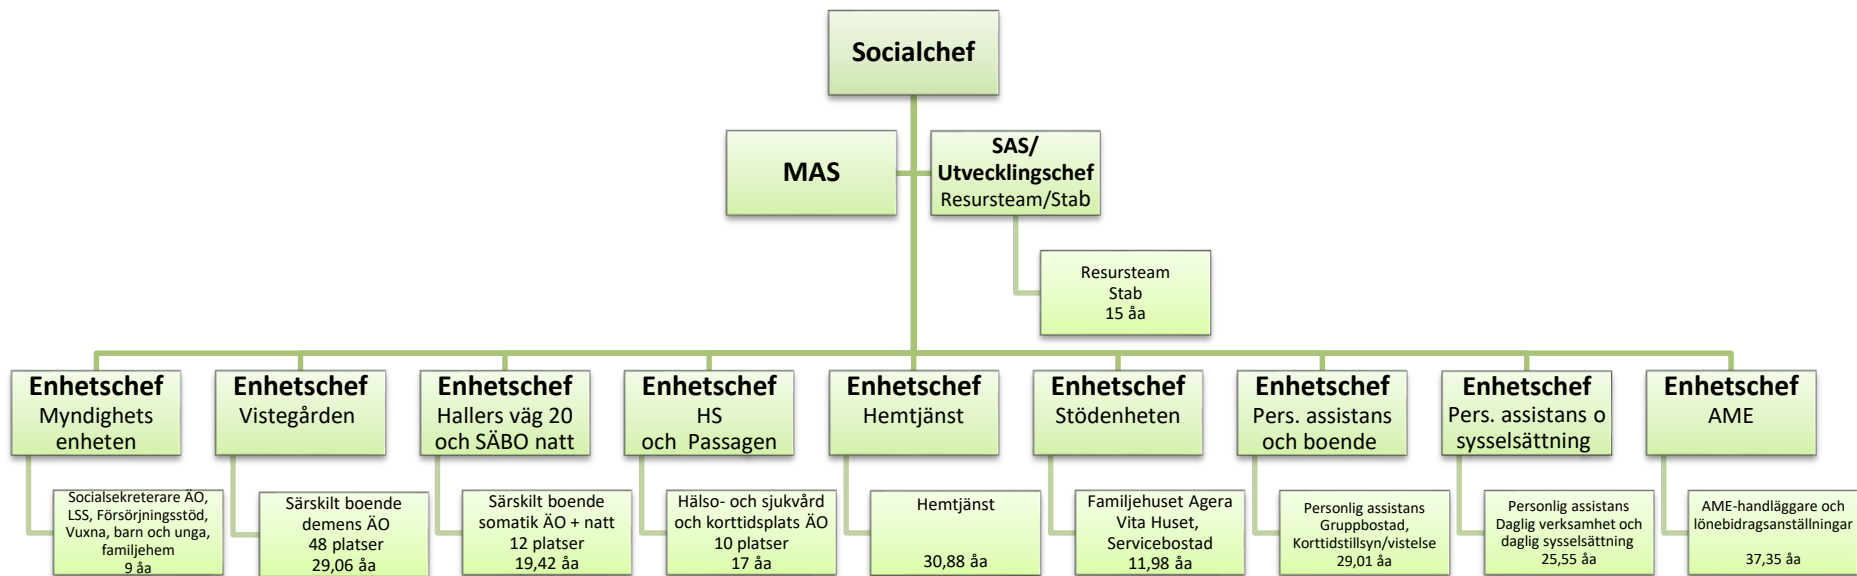 Socialchef
MAS
SAS/
Utvecklingschef
Resursteam/Stab
Resursteam
Stab
15 åa
Enhetschef
Myndighets
enheten
Enhetschef
Vistegården
Enhetschef
Hallers väg 20
och SÄBO natt
Enhetschef
HS
och Passagen
Enhetschef
Hemtjänst
Enhetschef
Stödenheten
Enhetschef
Pers. assistans
och boende
Enhetschef
Pers. assistans o
sysselsättning
Enhetschef
AME
Socialsekreterare ÄO,
LSS, Försörjningsstöd,
Vuxna, barn och unga,
familjehem
9 åa
Särskilt boende
demens ÄO
48 platser
29,06 åa
Särskilt boende
somatik ÄO + natt
12 platser
19,42 åa
Hälso- och sjukvård
och korttidsplats ÄO
10 platser
17 åa
Hemtjänst
30,88 åa
Familjehuset Agera
Vita Huset,
Servicebostad
11,98 åa
Personlig assistans
Gruppbostad,
Korttidstillsyn/vistelse
29,01 åa
Personlig assistans
Daglig verksamhet och
daglig sysselsättning
25,55 åa
AME-handläggare och
lönebidragsanställningar
37,35 åa